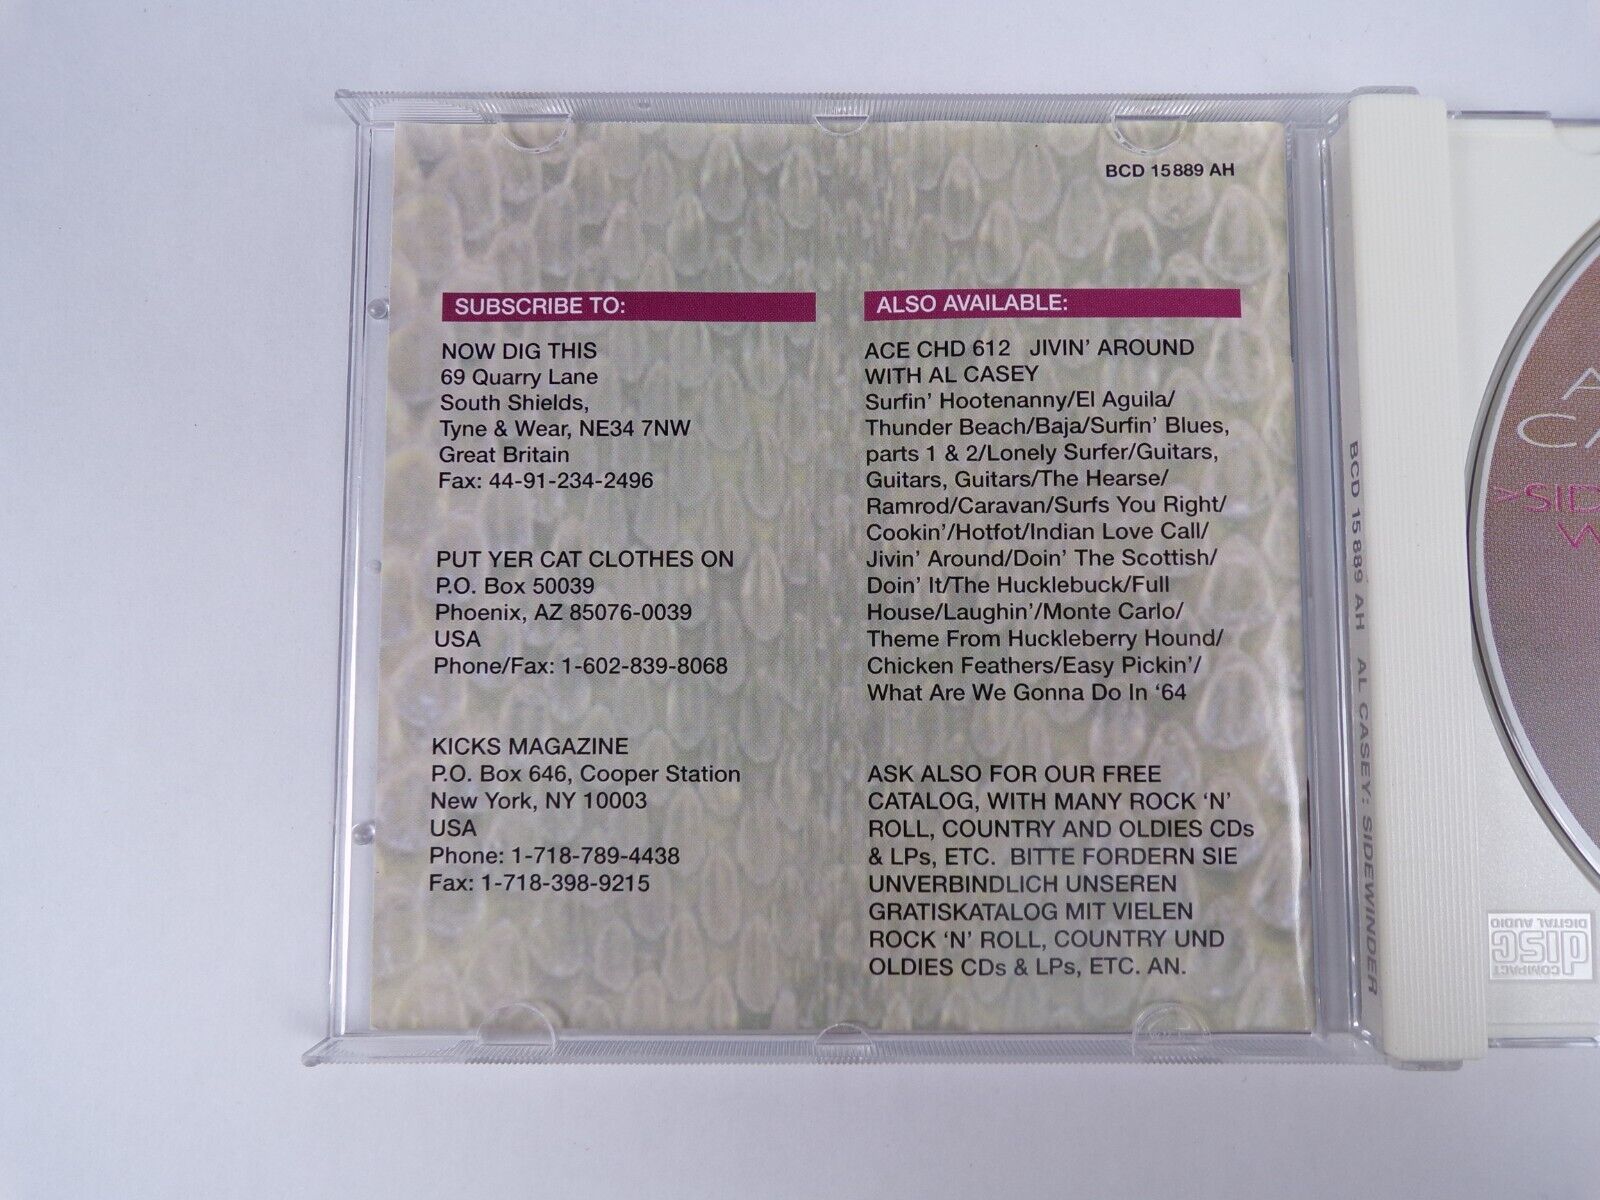 BCD 15 889 AH
SUBSCRIBE TO:
NOW DIG THIS
69 Quarry Lane
South Shields,
Tyne & Wear, NE34 7NW
Great Britain
Fax: 44-91-234-2496
PUT YER CAT CLOTHES ON
P.O. Box 50039
Phoenix, AZ 85076-0039
USA
Phone/Fax: 1-602-839-8068
KICKS MAGAZINE
P.O. Box 646, Cooper Station
New York, NY 10003
USA
Phone: 1-718-789-4438
Fax: 1-718-398-9215
ALSO AVAILABLE:
ACE CHD 612 JIVIN’ AROUND
WITH AL CASEY
Surfin’ Hootenanny/El Aguila/
Thunder Beach/Baja/Surfin’ Blues,
parts 1 & 2/Lonely Surfer/Guitars,
Guitars, Guitars/The Hearse/
Ramrod/Caravan/Surfs You Right/
Cookin’/Hotfot/Indian Love Call/
Jivin’ Around/Doin’ The Scottish/
Doin’ It/The Hucklebuck/Full
House/Laughin’/Monte Carlo/
Theme From Huckleberry Hound/
Chicken Feathers/Easy Pickin’/
What Are We Gonna Do In ‘64
ASK ALSO FOR OUR FREE
CATALOG, WITH MANY ROCK ‘N’
ROLL, COUNTRY AND OLDIES CDs
& LPs, ETC. BITTE FORDERN SIE
UNVERBINDLICH UNSEREN
GRATISKATALOG MIT VIELEN
ROCK ‘N’ ROLL, COUNTRY UND
OLDIES CDs & LPs, ETC. AN.
BCD 15 889 AH AL CASEY: SIDEWINDER
COMPACT
disc
DIGITAL AUDIO